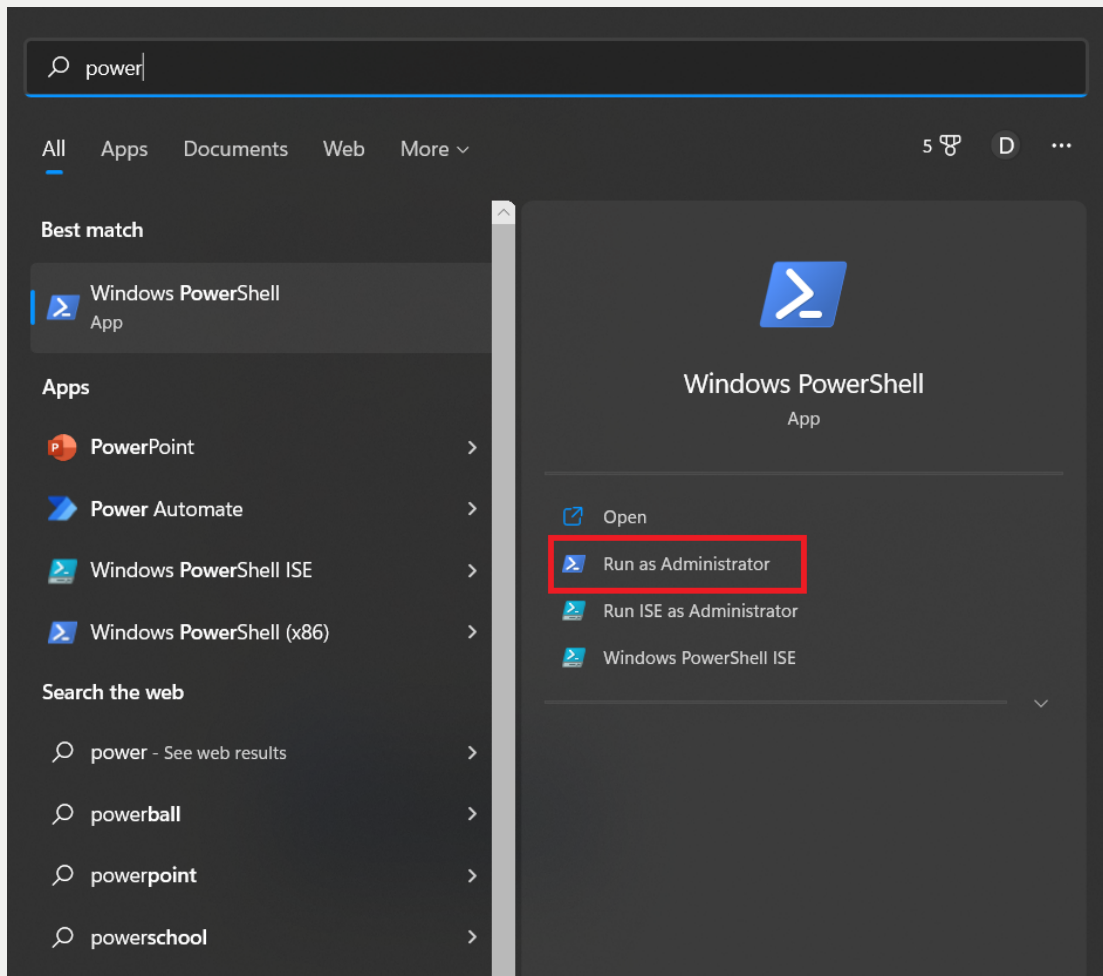 power
All Apps Documents Web More
5 D ...
Best match
Windows PowerShell
App
Apps
PowerPoint
Power Automate
Windows PowerShell ISE
Windows PowerShell (x86)
Search the web
power - See web results
powerball
powerpoint
powerschool
Windows PowerShell
App
Open
Run as Administrator
Run ISE as Administrator
Windows PowerShell ISE